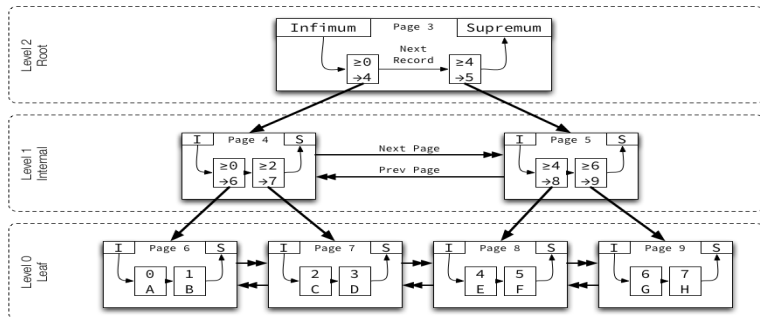 Level 2
Root
Infimum
Page 3
Supremum
Next
Record
≥0
→4
≥4
→5
Level 1
Internal
I
Page 4
S
≥0
→6
≥2
→7
Next Page
Prev Page
I
Page 5
S
≥4
→8
≥6
→9
Level 0
Leaf
I
Page 6
S
0
A
1
B
I
Page 7
S
2
C
3
D
I
Page 8
S
4
E
5
F
I
Page 9
S
6
G
7
H